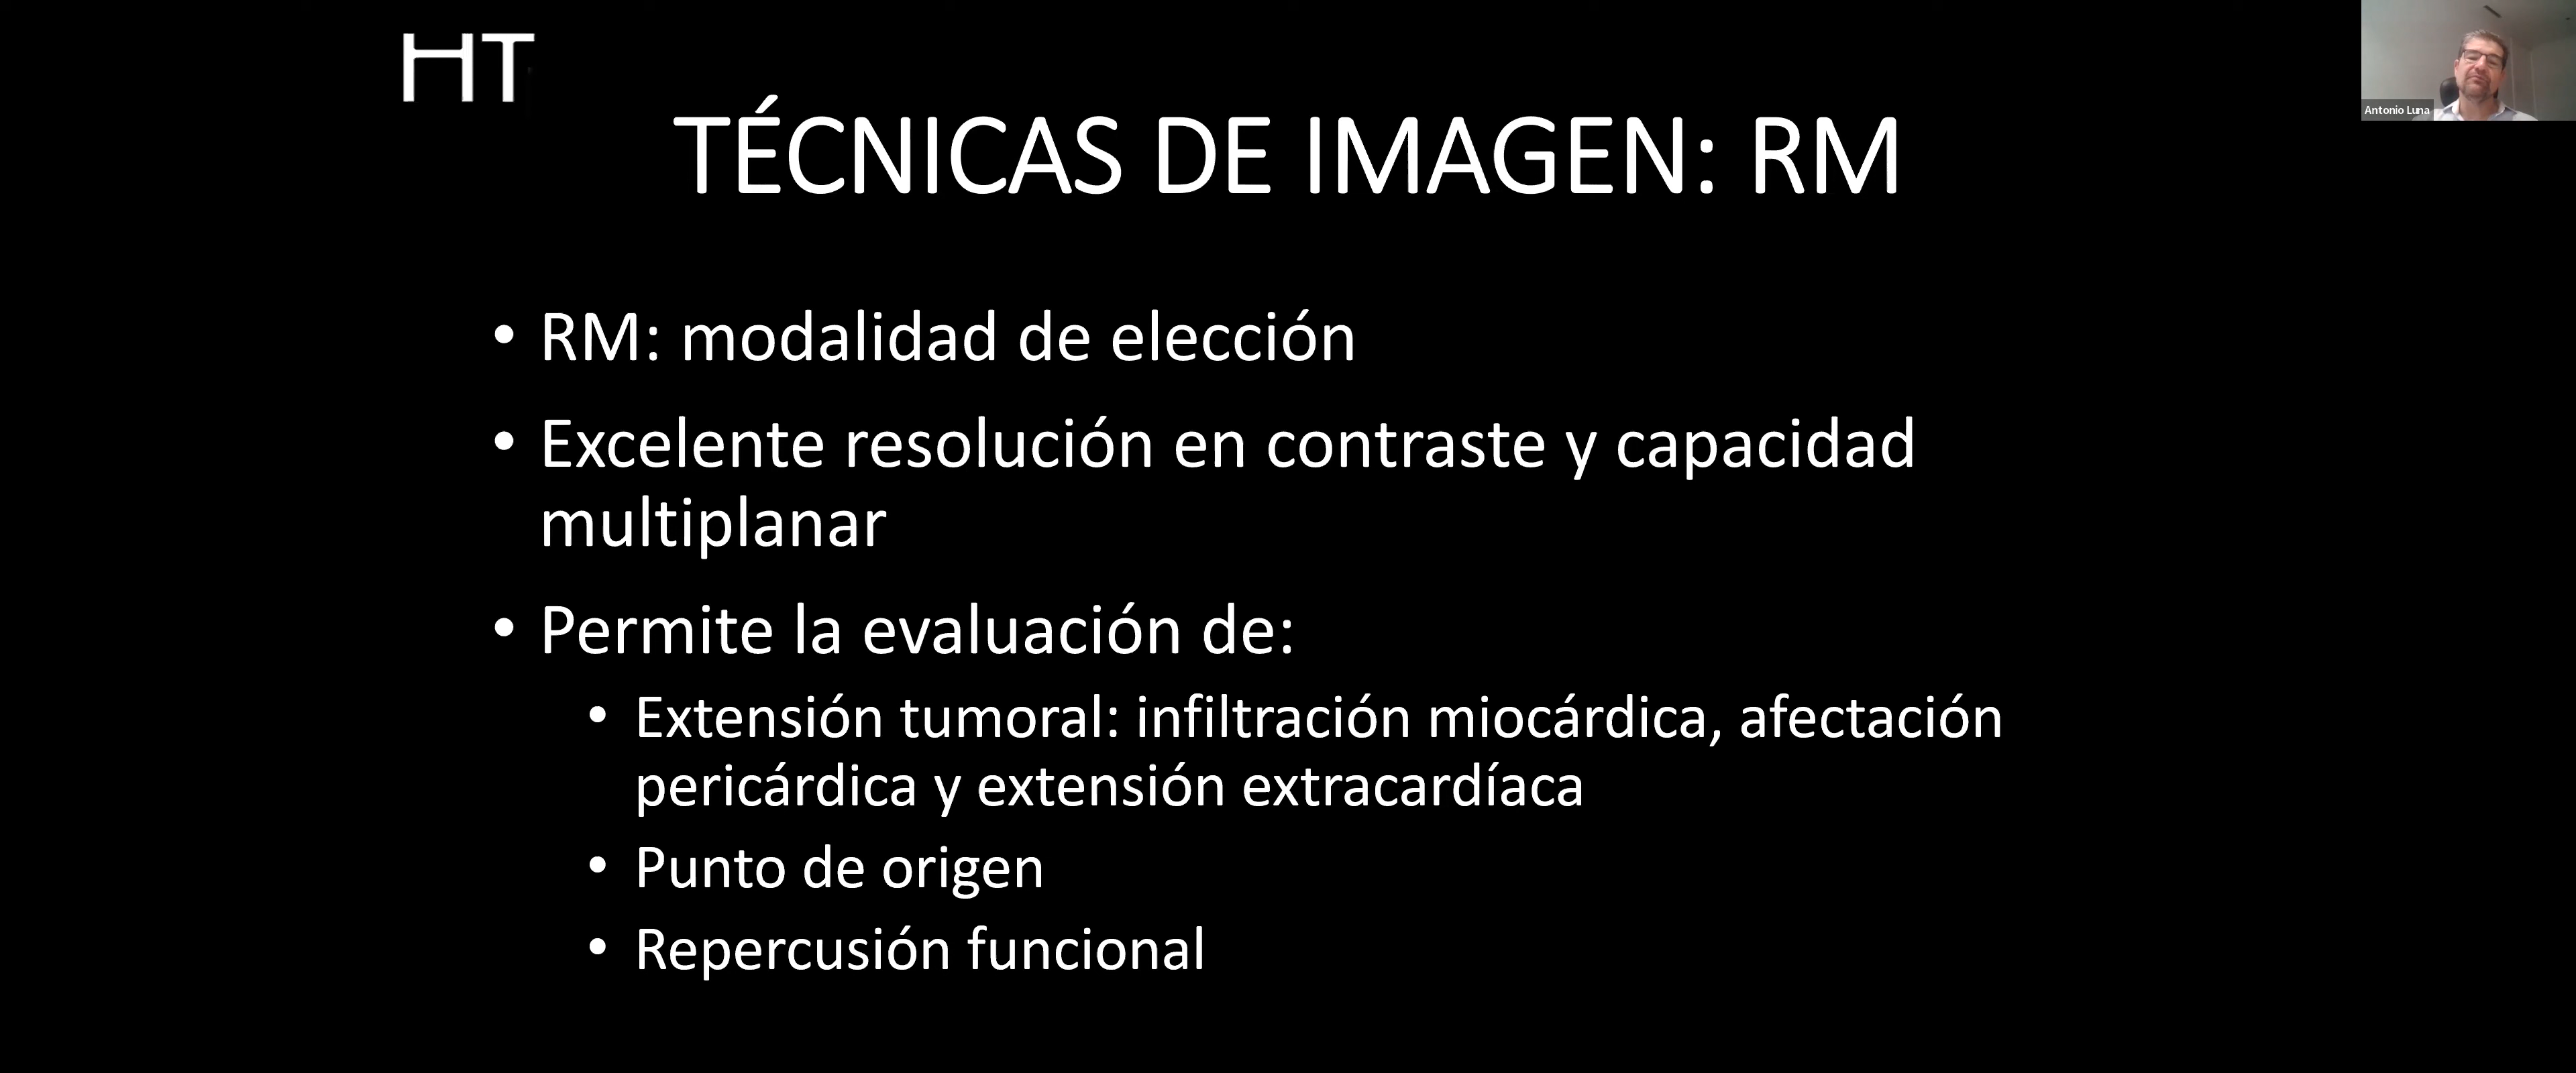 HT
Antonio Luna
TÉCNICAS DE IMAGEN: RM
• RM: modalidad de elección
• Excelente resolución en contraste y capacidad
multiplanar
• Permite la evaluación de:
• Extensión tumoral: infiltración miocárdica, afectación
pericárdica y extensión extracardíaca
• Punto de origen
• Repercusión funcional